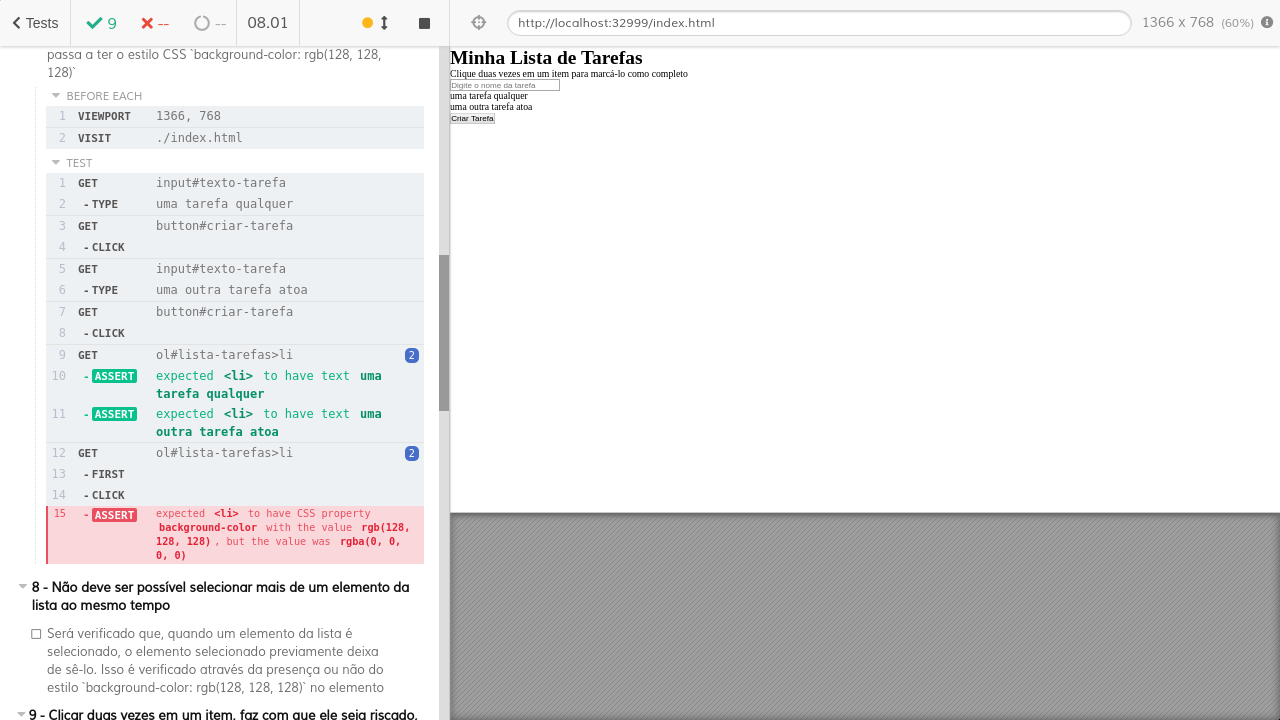 Tests
9
--
--
08.01
http://localhost:32999/index.html
1366 x 768 (60%)
passa a ter o estilo CSS `background-color: rgb(128, 128,
128)`
BEFORE EACH
1 VIEWPORT 1366, 768
2 VISIT ./index.html
TEST
1 GET input#texto-tarefa
2 -TYPE uma tarefa qualquer
3 GET button#criar-tarefa
4 -CLICK
5 GET input#texto-tarefa
6 -TYPE uma outra tarefa atoa
7 GET button#criar-tarefa
8 -CLICK
9 GET ol#lista-tarefas>li 2
10 -ASSERT expected <li> to have text uma
tarefa qualquer
11 -ASSERT expected <li> to have text uma
outra tarefa atoa
12 GET ol#lista-tarefas>li 2
13 -FIRST
14 -CLICK
15 -ASSERT expected <li> to have CSS property
background-color with the value rgb(128,
128, 128) , but the value was rgba(0, 0,
0, 0)
8 - Não deve ser possível selecionar mais de um elemento da
lista ao mesmo tempo
Será verificado que, quando um elemento da lista é
selecionado, o elemento selecionado previamente deixa
de sê-lo. Isso é verificado através da presença ou não do
estilo `background-color: rgb(128, 128, 128)` no elemento
9 - Clicar duas vezes em um item, faz com que ele seja riscado,
Minha Lista de Tarefas
Clique duas vezes em um item para marcá-lo como completo
Digite o nome da tarefa
uma tarefa qualquer
uma outra tarefa atoa
Criar Tarefa